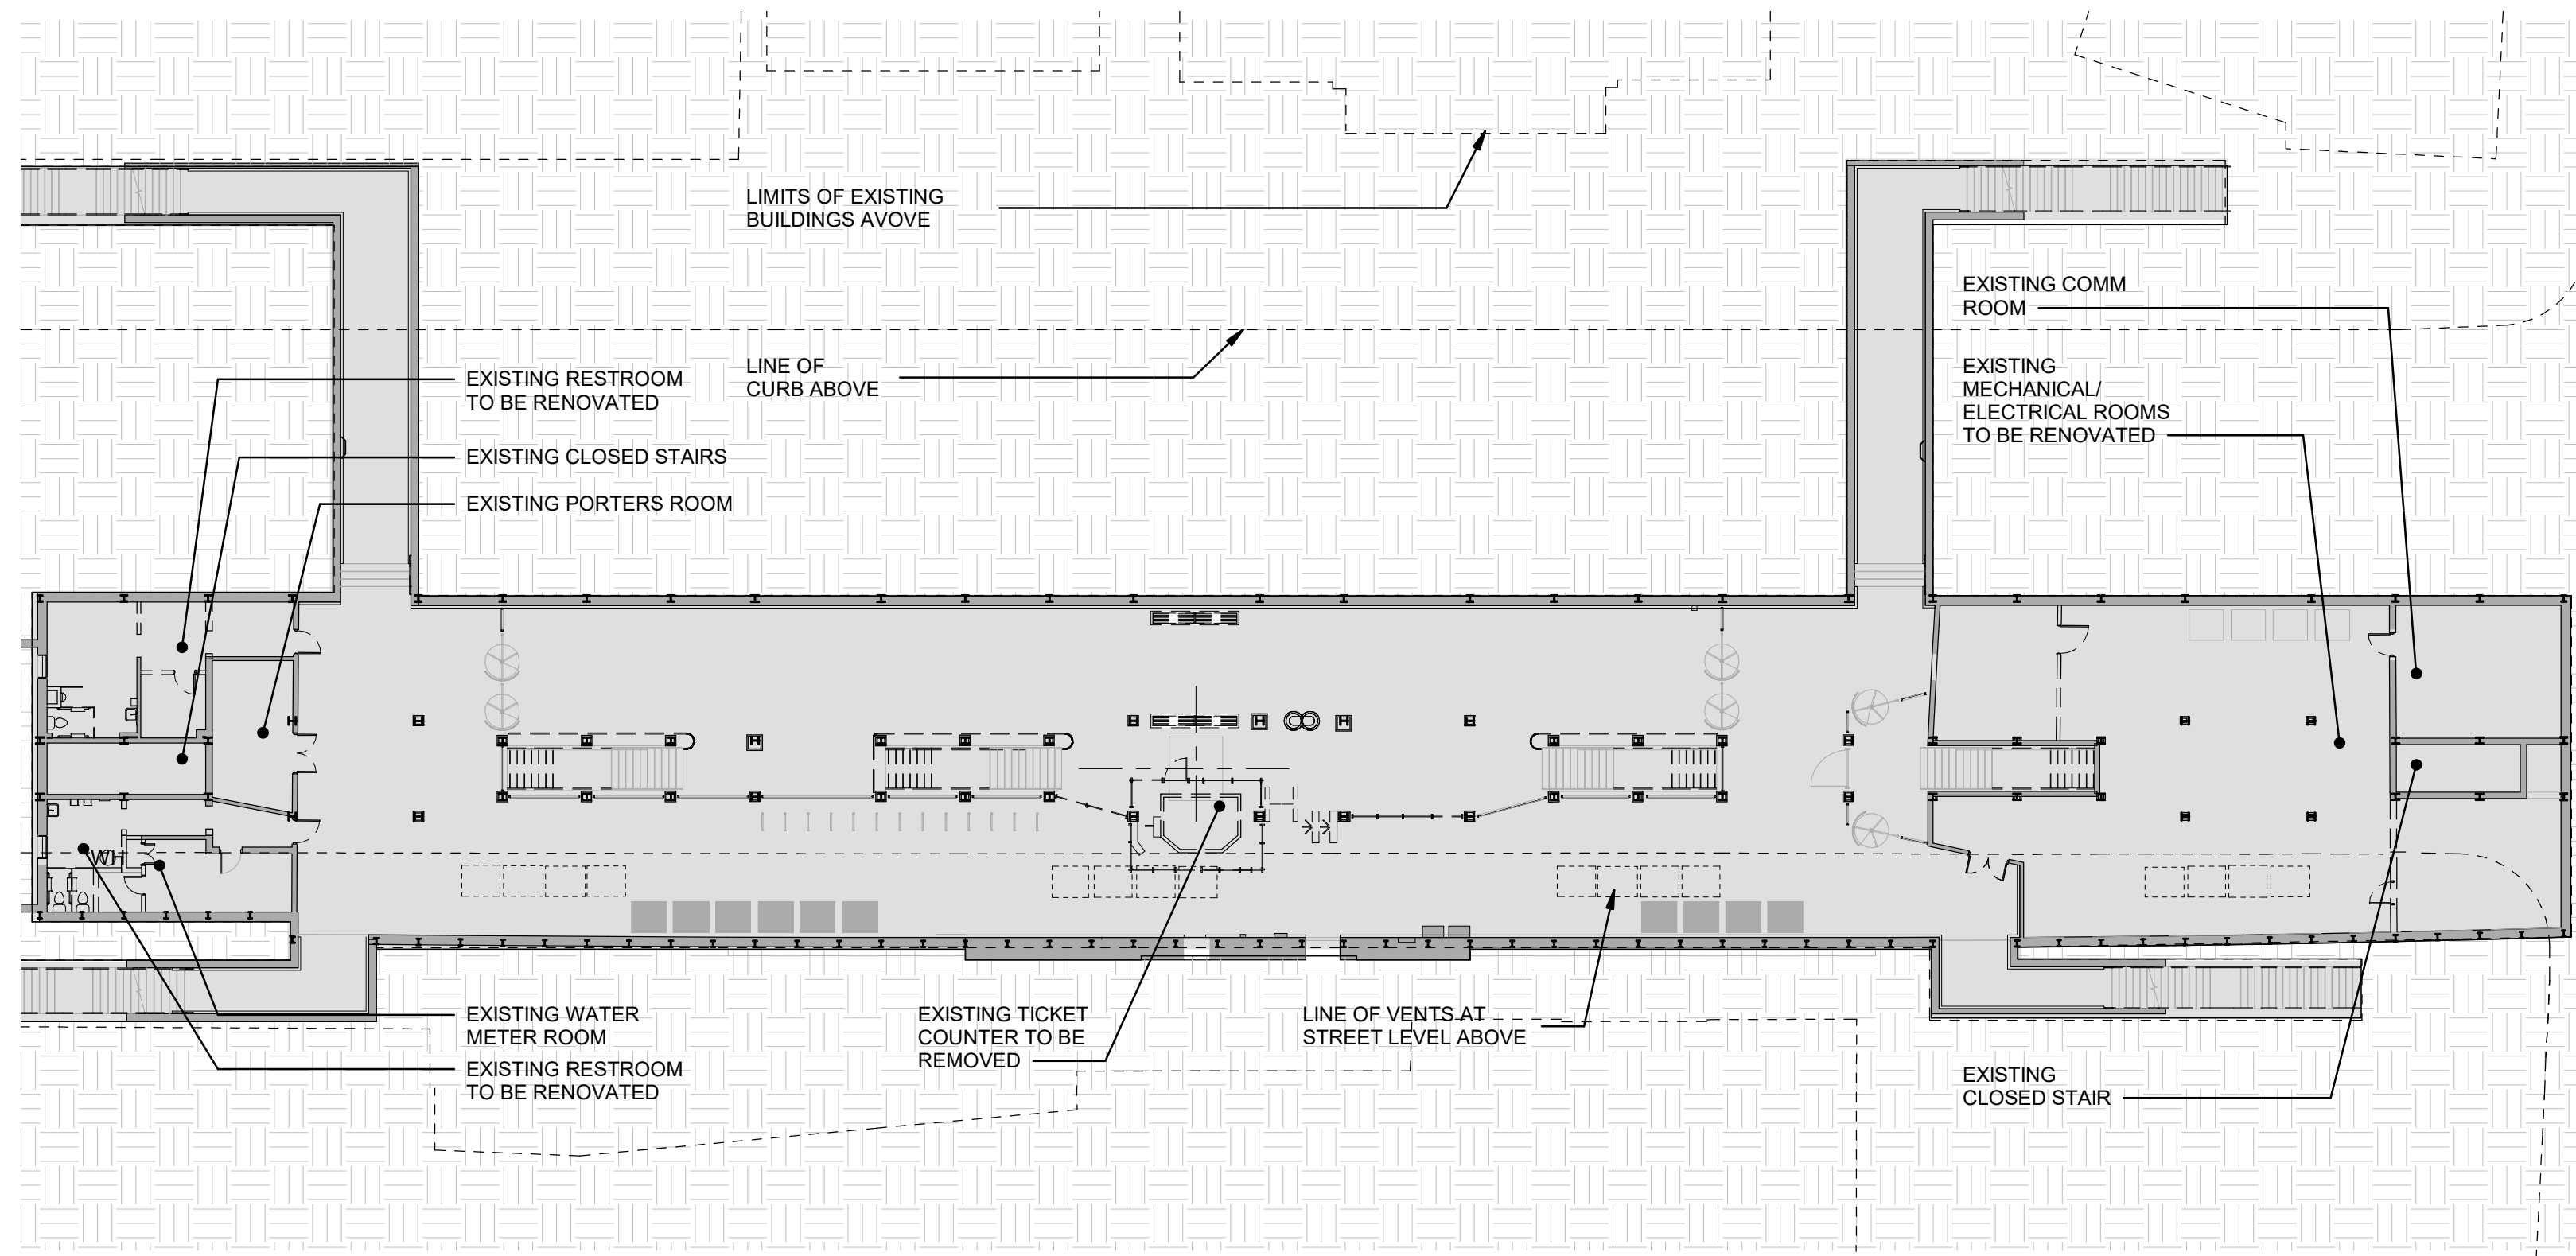 LIMITS OF EXISTING
BUILDINGS AVOVE
EXISTING COMM
ROOM
LINE OF
CURB ABOVE
EXISTING
MECHANICAL/
ELECTRICAL ROOMS
TO BE RENOVATED
EXISTING RESTROOM
TO BE RENOVATED
EXISTING CLOSED STAIRS
EXISTING PORTERS ROOM
WH
EXISTING WATER
METER ROOM
EXISTING RESTROOM
TO BE RENOVATED
EXISTING TICKET
COUNTER TO BE
REMOVED
LINE OF VENTS AT
STREET LEVEL ABOVE
EXISTING
CLOSED STAIR